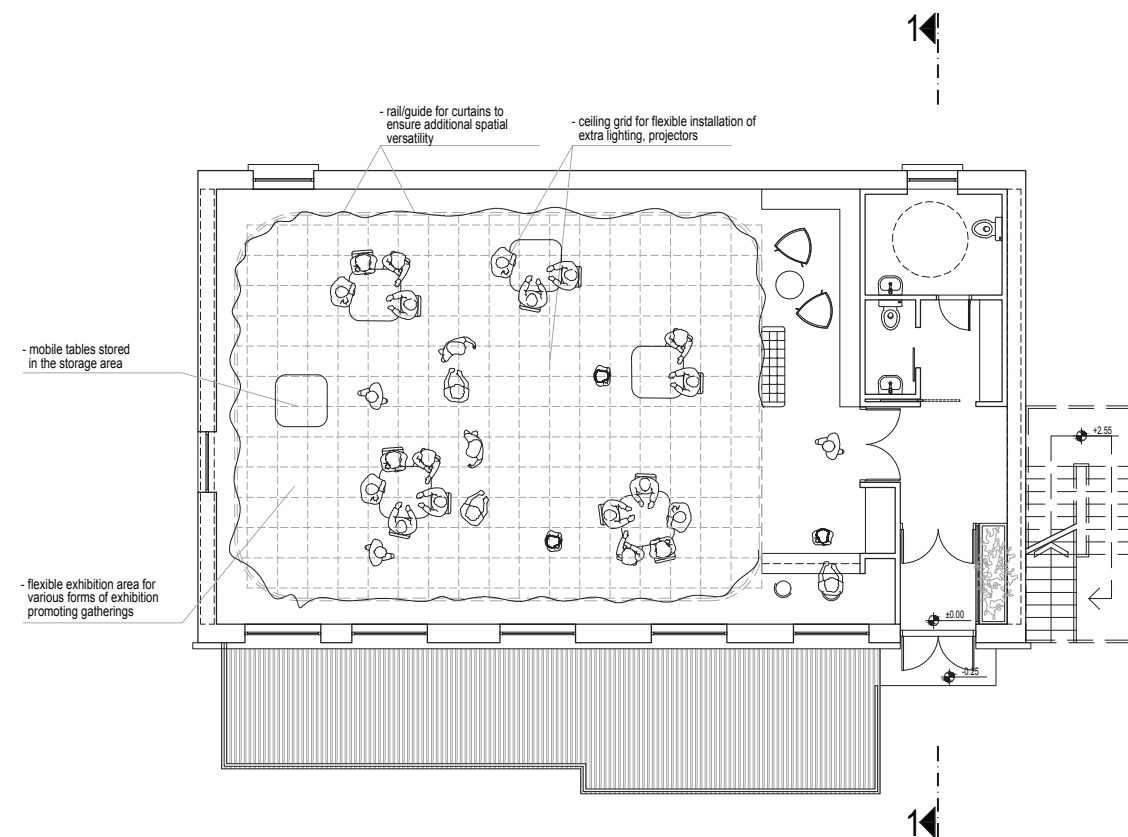 1
- rail/guide for curtains to
ensure additional spatial
versatility
- ceiling grid for flexible installation of
extra lighting, projectors
- mobile tables stored
in the storage area
+2.55
- flexible exhibition area for
various forms of exhibition
promoting gatherings
±0.00
-0.25
1